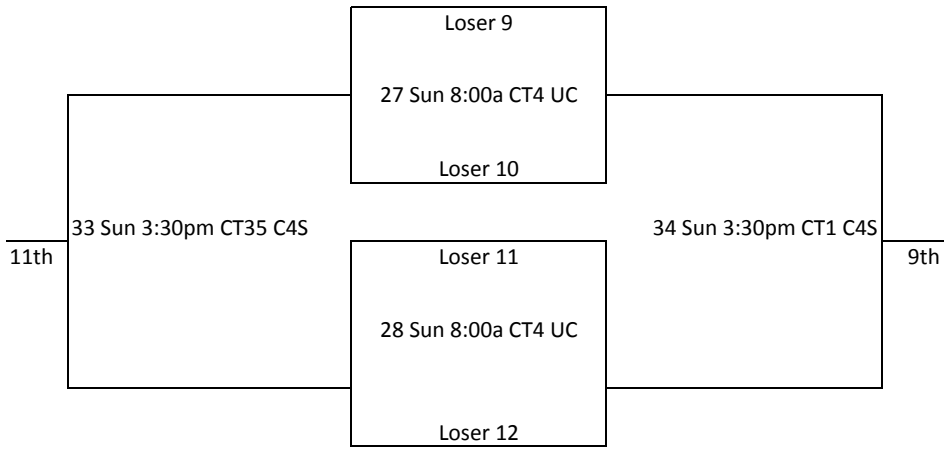 Loser 9
27 Sun 8:00a CT4 UC
Loser 10
33 Sun 3:30pm CT35 C4S
34 Sun 3:30pm CT1 C4S
11th
Loser 11
9th
28 Sun 8:00a CT4 UC
Loser 12